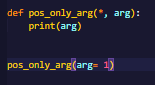 def pos_only_arg(*, arg):
    print(arg)
pos_only_arg(arg= 1)